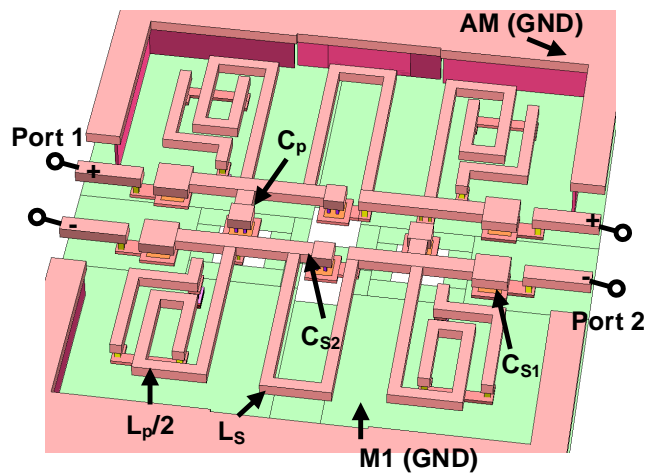 AM (GND)
Port 1
Cp
+
-
+
-
Port 2
CS2
CS1
Lp/2
LS
M1 (GND)